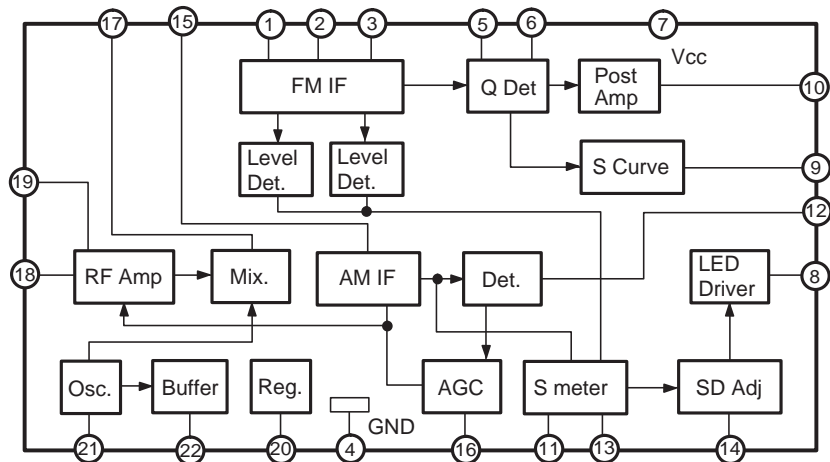 17 15 1 2 3 5 6 7
Vcc
FM IF
Q Det
Post
Amp
10
Level
Det.
Level
Det.
S Curve
9
19
12
18
RF Amp
Mix.
AM IF
Det.
LED
Driver
8
Osc.
Buffer
Reg.
AGC
S meter
SD Adj
GND
21 22 20 4 16 11 13 14